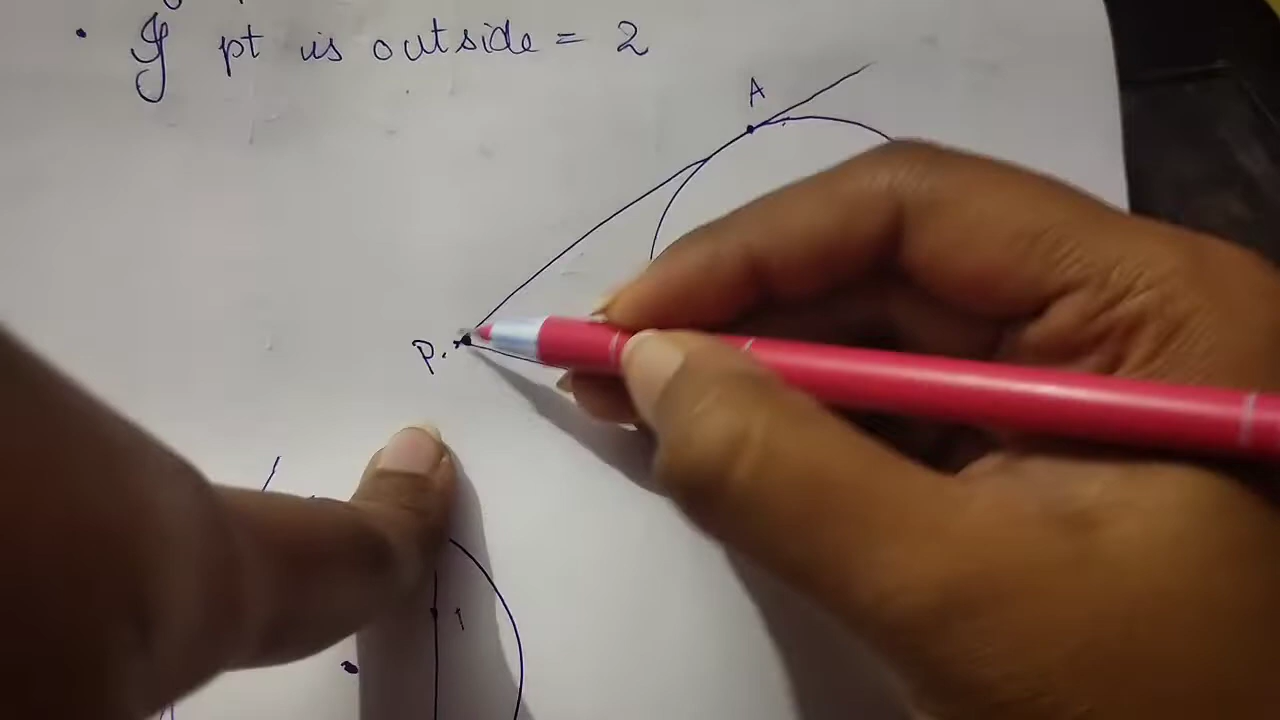 • If pt is outside = 2
A
P.